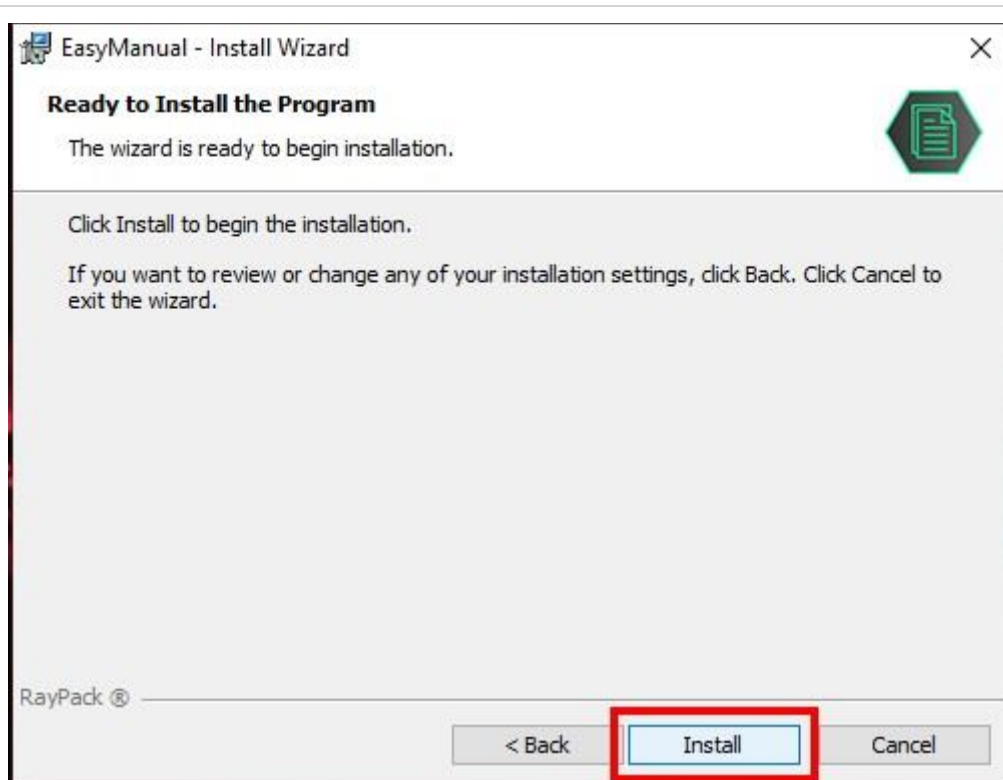 EasyManual - Install Wizard
Ready to Install the Program
The wizard is ready to begin installation.
Click Install to begin the installation.
If you want to review or change any of your installation settings, click Back. Click Cancel to
exit the wizard.
RayPack ®
< Back
Install
Cancel